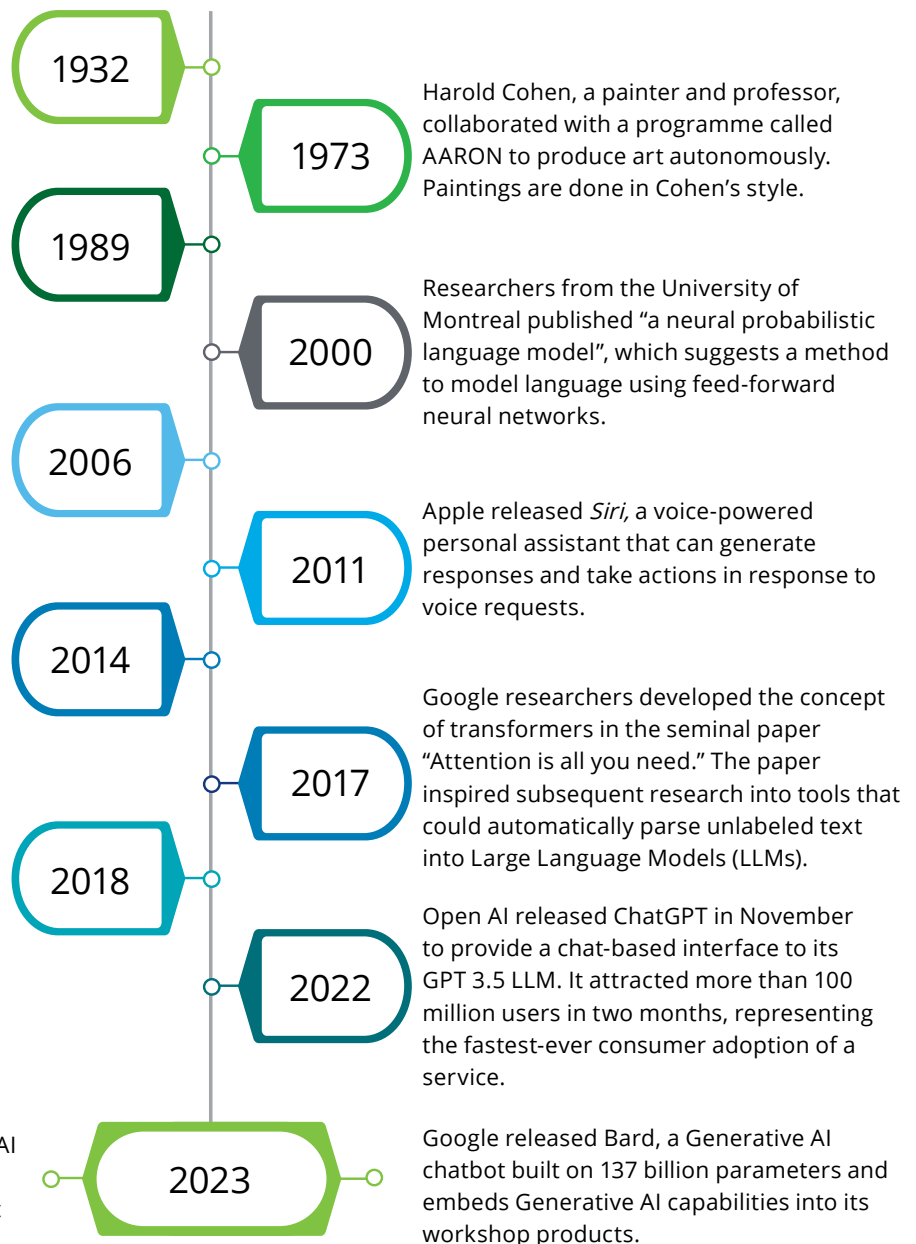 1932
Harold Cohen, a painter and professor,
collaborated with a programme called
AARON to produce art autonomously.
Paintings are done in Cohen's style.
1973
1989
Researchers from the University of
Montreal published “a neural probabilistic
language model”, which suggests a method
to model language using feed-forward
neural networks.
2000
2006
Apple released Siri, a voice-powered
personal assistant that can generate
responses and take actions in response to
voice requests.
2011
2014
Google researchers developed the concept
of transformers in the seminal paper
“Attention is all you need.” The paper
inspired subsequent research into tools that
could automatically parse unlabeled text
into Large Language Models (LLMs).
2017
2018
Open AI released ChatGPT in November
to provide a chat-based interface to its
GPT 3.5 LLM. It attracted more than 100
million users in two months, representing
the fastest-ever consumer adoption of a
service.
2022
AI
2023
Google released Bard, a Generative AI
chatbot built on 137 billion parameters and
embeds Generative AI capabilities into its
workshop products.